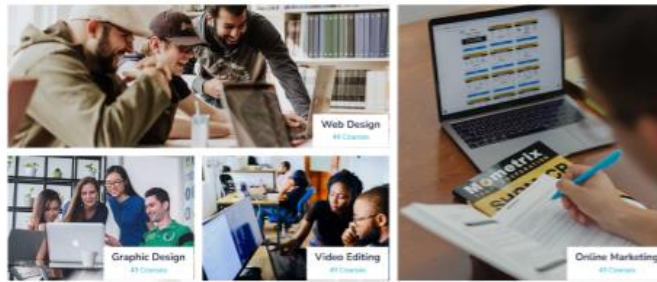 Web Design
49 Courses
Graphic Design
49 Courses
Video Editing
49 Courses
Mometrix
Online Marketing
49 Courses